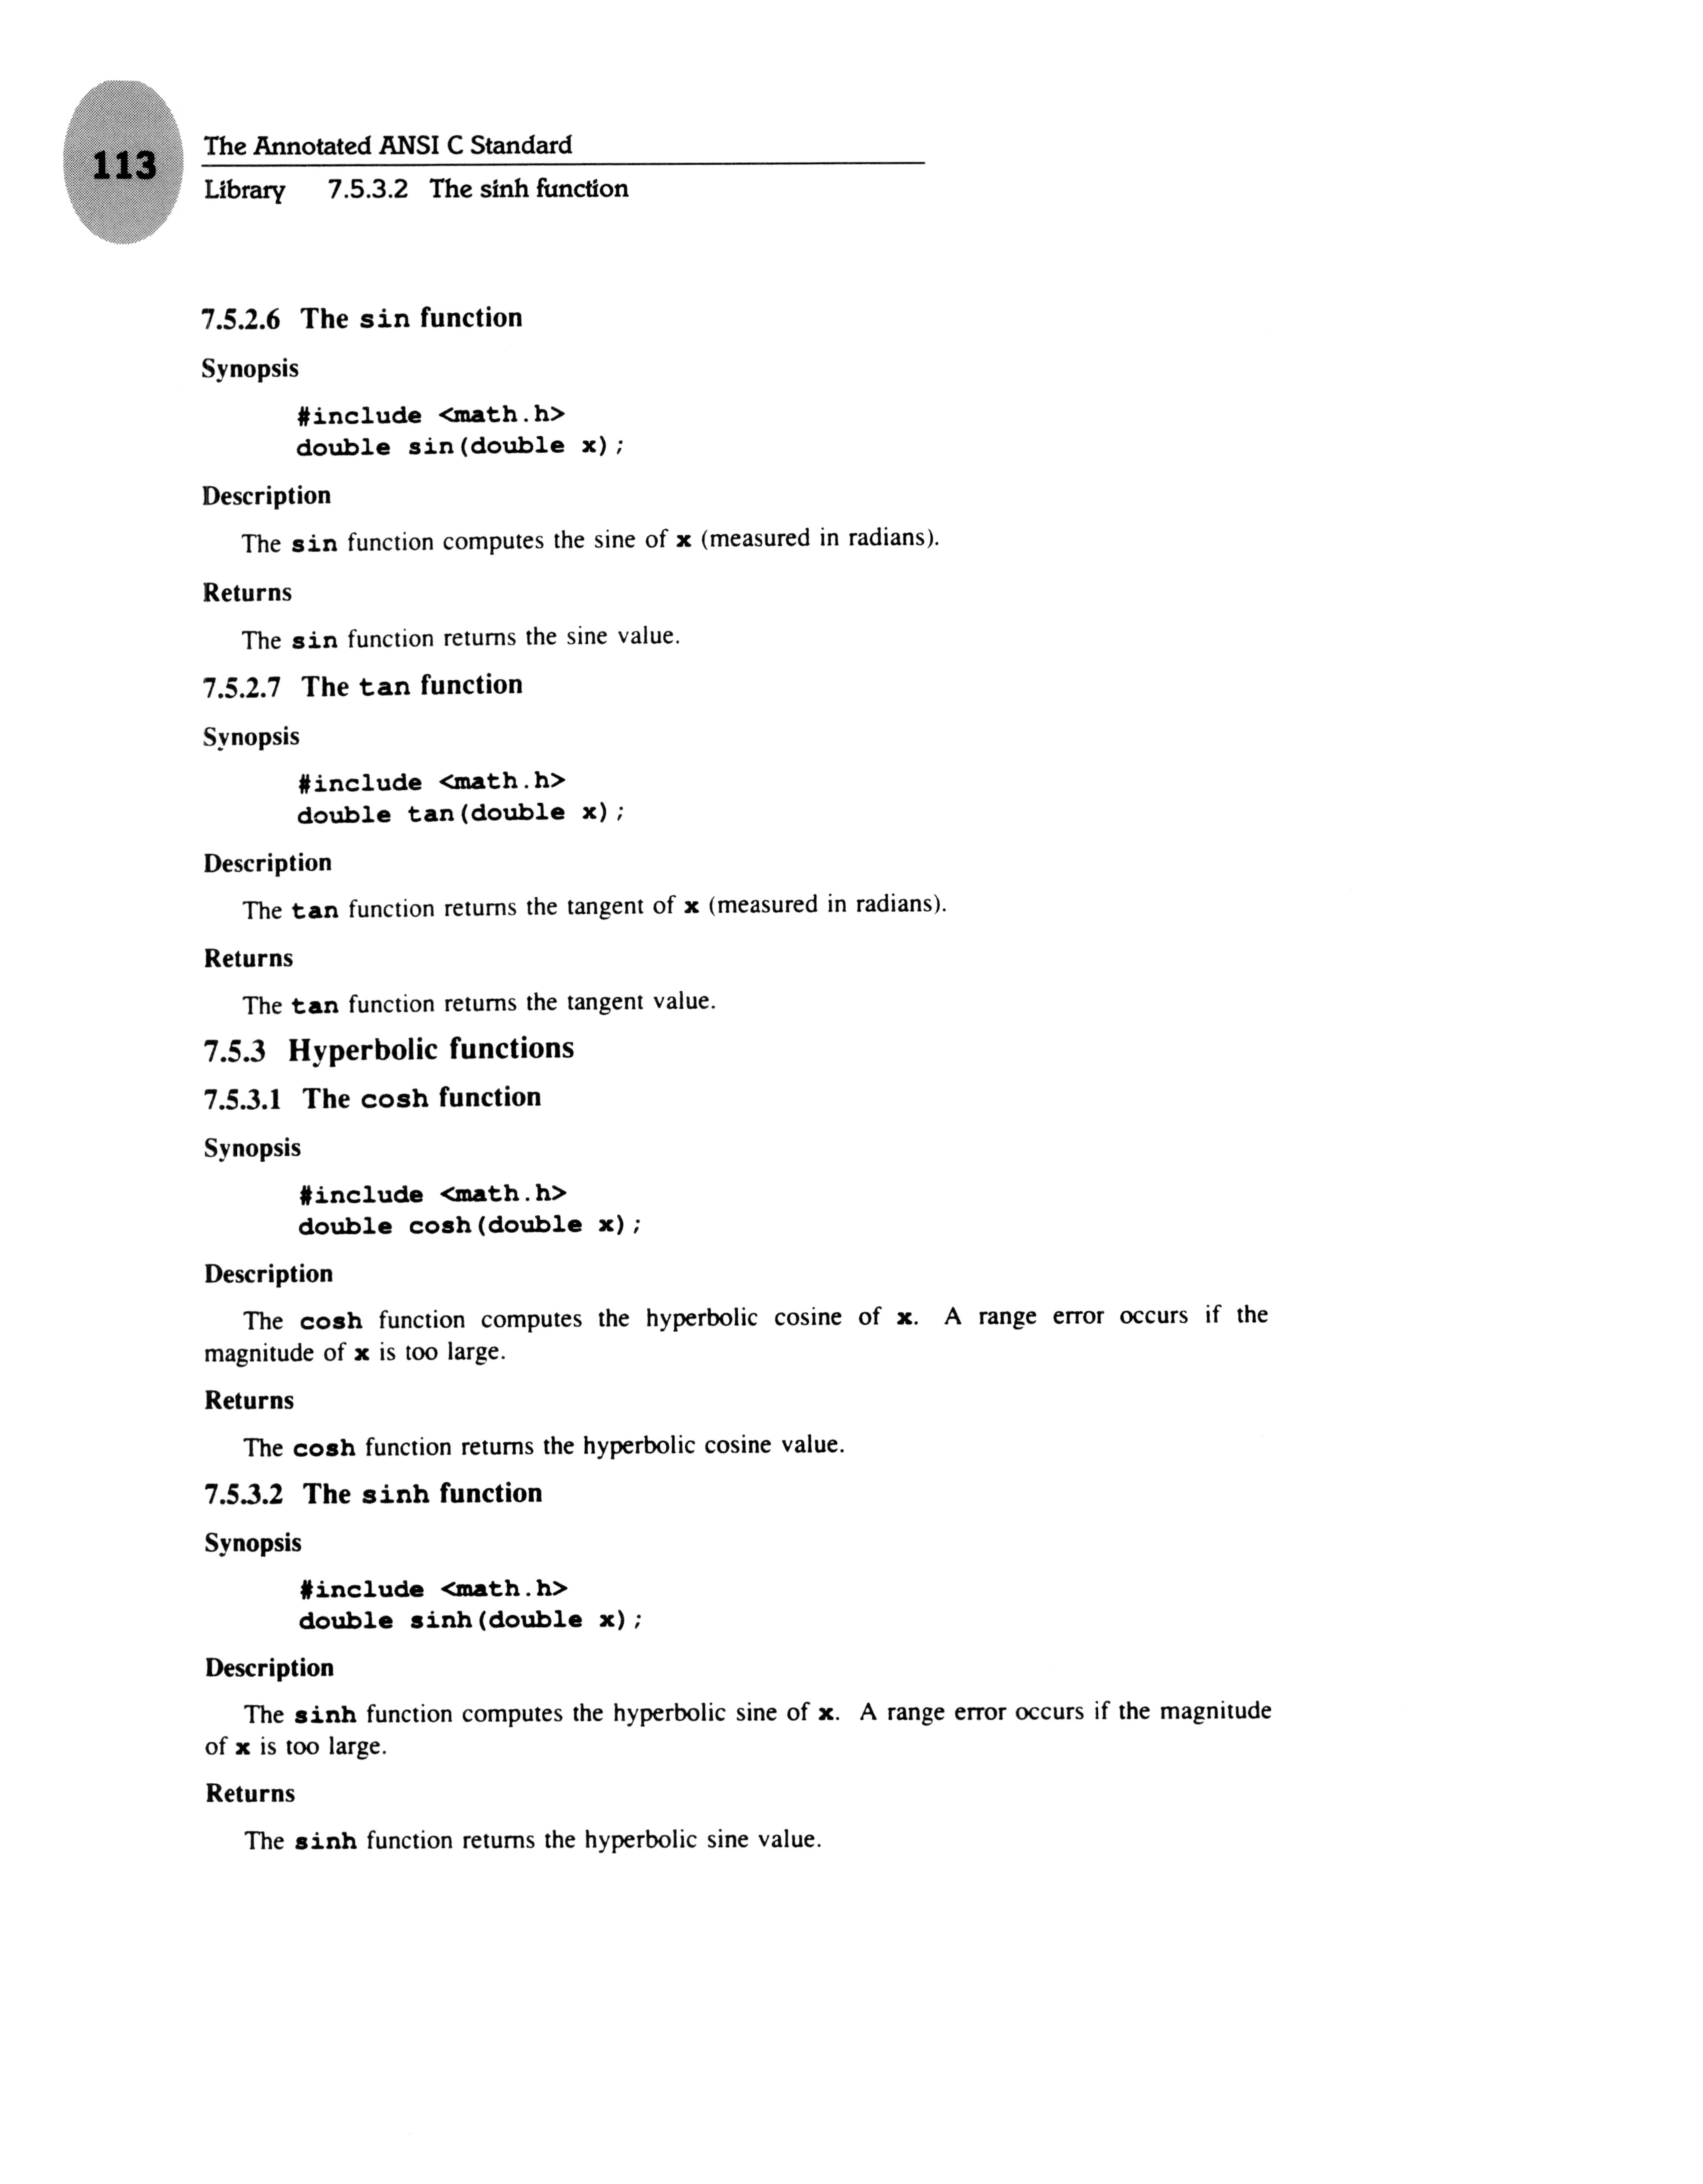 113
The Annotated ANSI C Standard
Library 7.5.3.2 The sinh function
7.5.2.6 The sin function
Synopsis
#include <math.h>
double sin(double x);
Description
The sin function computes the sine of x (measured in radians).
Returns
The sin function returns the sine value.
7.5.2.7 The tan function
Synopsis
#include <math.h>
double tan(double x);
Description
The tan function returns the tangent of x (measured in radians).
Returns
The tan function returns the tangent value.
7.5.3 Hyperbolic functions
7.5.3.1 The cosh function
Synopsis
#include <math.h>
double cosh(double x);
Description
The cosh function computes the hyperbolic cosine of x. A range error occurs if the
magnitude of x is too large.
Returns
The cosh function returns the hyperbolic cosine value.
7.5.3.2 The sinh function
Synopsis
#include <math.h>
double sinh(double x);
Description
The sinh function computes the hyperbolic sine of x. A range error occurs if the magnitude
of x is too large.
Returns
The sinh function returns the hyperbolic sine value.